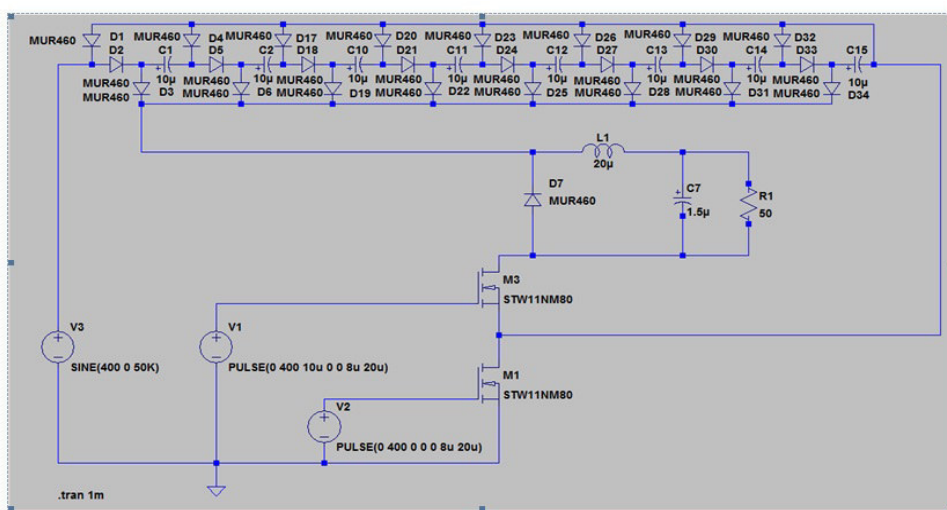 MUR460 D1 MUR460 D4 MUR460 D17 MUR460 D20 MUR460 D23 MUR460 D26 MUR460 D29 MUR460 D32
D2 C1 D5 C2 D18 C10 D21 C11 D24 C12 D27 C13 D30 C14 D33 C15
MUR460 10µ MUR460 10µ MUR460 10µ MUR460 10µ MUR460 10µ MUR460 10µ MUR460 10µ MUR460 10µ
MUR460 D3 MUR460 D6 MUR460 D19 MUR460 D22 MUR460 D25 MUR460 D28 MUR460 D31 MUR460 D34
L1
20µ
D7
MUR460
C7
1.5µ
R1
50
M3
STW11NM80
V3
SINE(400 0 50K)
V1
PULSE(0 400 10u 0 0 8u 20u)
M1
STW11NM80
V2
PULSE(0 400 0 0 0 8u 20u)
.tran 1m